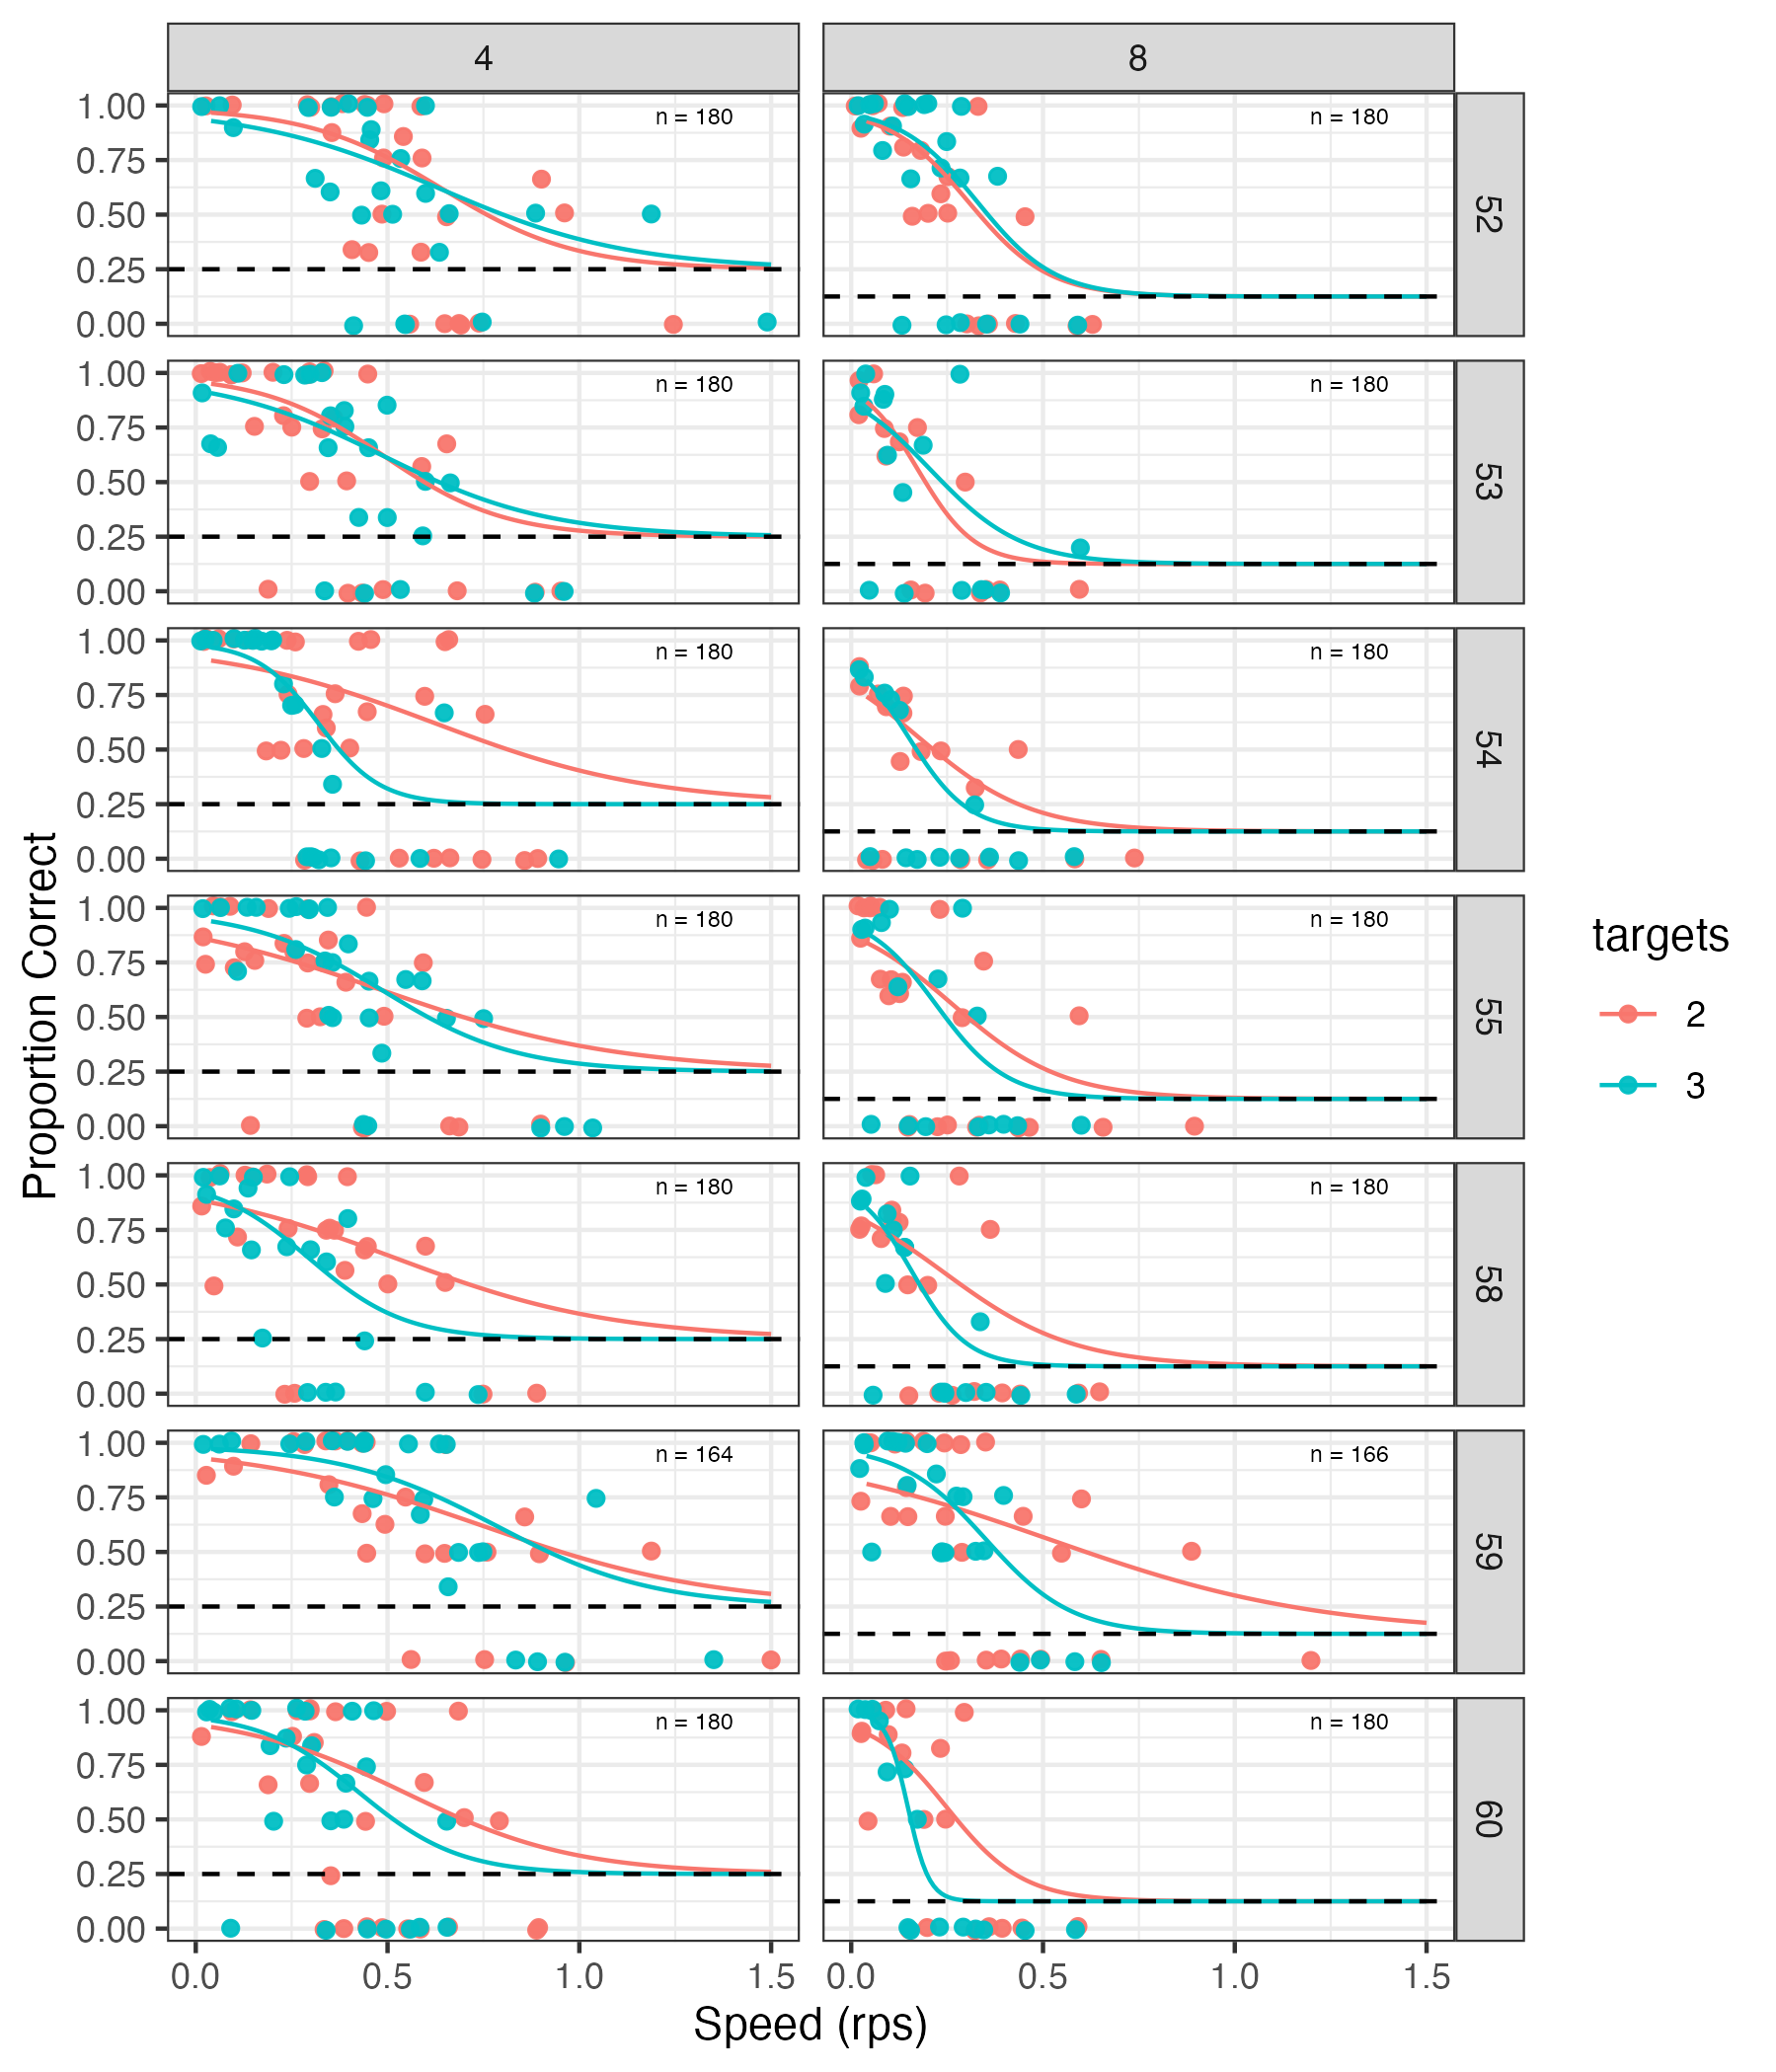 4 8
1.00 n = 180 n = 180
0.75
0.50 52
0.25
0.00
1.00 n = 180 n = 180
0.75
0.50 53
0.25
0.00
1.00 n = 180 n = 180
0.75
0.50 54
0.25
0.00
1.00 n = 180 n = 180
0.75
0.50 55
0.25
0.00
1.00 n = 180 n = 180
0.75
0.50 58
0.25
0.00
1.00 n = 164 n = 166
0.75
0.50 59
0.25
0.00
1.00 n = 180 n = 180
0.75
0.50 60
0.25
0.00
0.0 0.5 1.0 1.5 0.0 0.5 1.0 1.5
Speed (rps)
Proportion Correct
targets
2
3